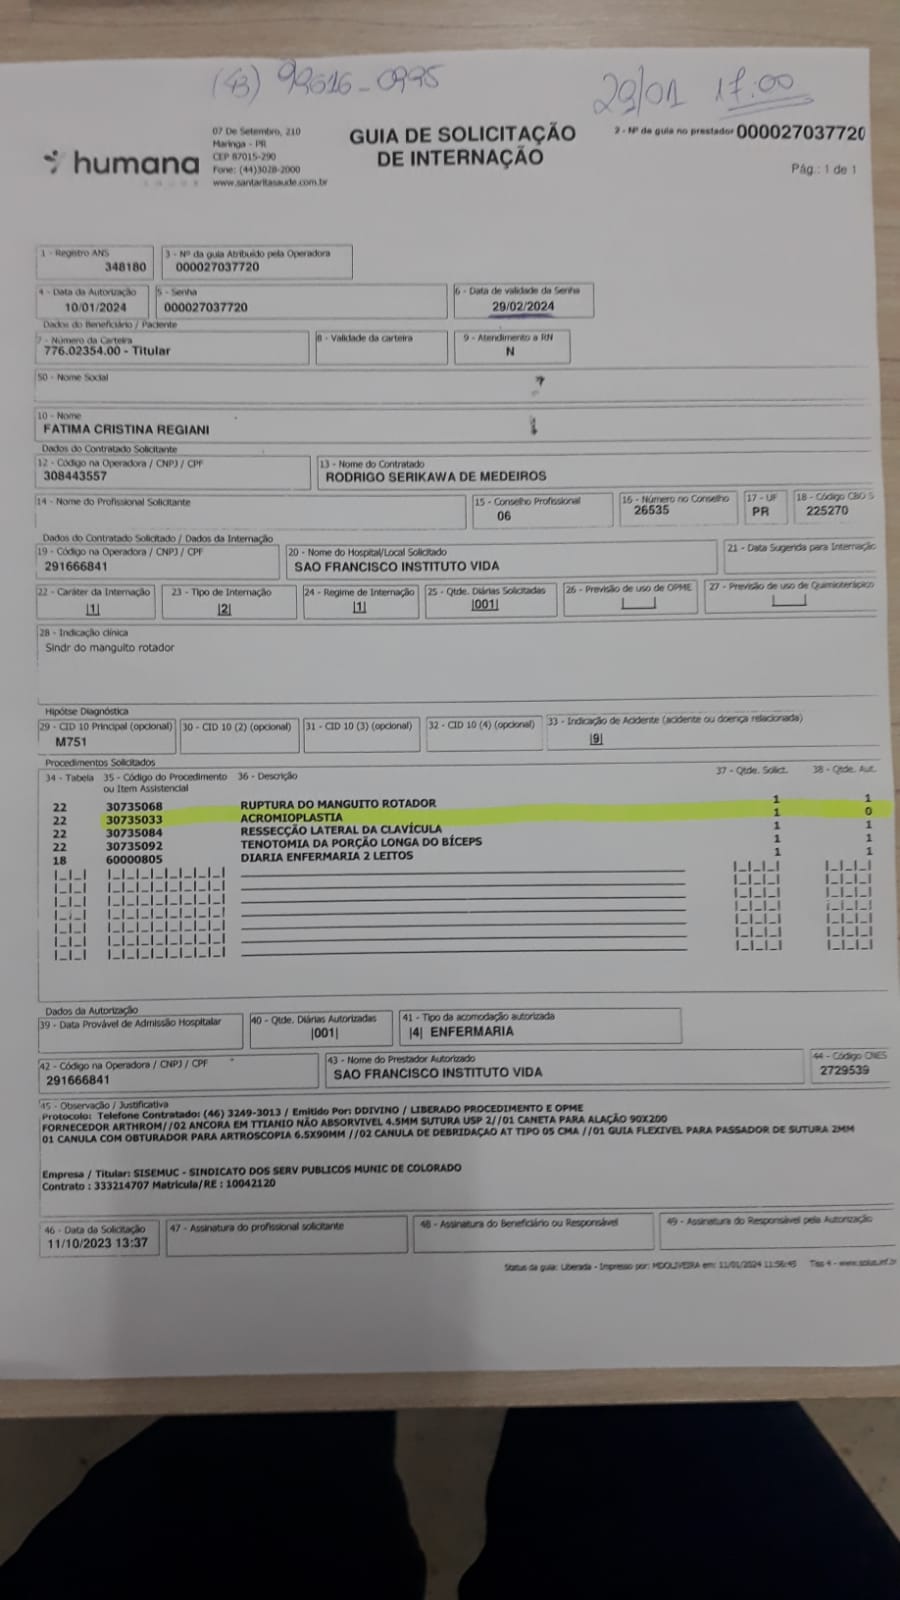 (43) 99616-0995
29/01 17:00
humana
07 De Setembro, 210
Maringa - PR
CEP 87015-290
Fone: (44)3028-2000
www.santaritasaude.com.br
GUIA DE SOLICITAÇÃO
DE INTERNAÇÃO
2 - Nº da guia no prestador 000027037720
Pág.: 1 de 1
1 - Registro ANS
348180
3 - Nº da guia Atribuido pela Operadora
000027037720
4 - Data da Autorização
10/01/2024
5 - Senha
000027037720
6 - Data de validade da Senha
29/02/2024
Dados do Beneficiário / Paciente
7 - Número da Carteira
776.02354.00 - Titular
8 - Validade da carteira
9 - Atendimento a RN
N
50 - Nome Social
10 - Nome
FATIMA CRISTINA REGIANI
Dados do Contratado Solicitante
12 - Código na Operadora / CNPJ / CPF
308443557
13 - Nome do Contratado
RODRIGO SERIKAWA DE MEDEIROS
14 - Nome do Profissional Solicitante
15 - Conselho Profissional
06
16 - Número no Conselho
26535
17 - UF
PR
18 - Código CBO S
225270
Dados do Contratado Solicitado / Dados da Internação
19 - Código na Operadora / CNPJ / CPF
291666841
20 - Nome do Hospital/Local Solicitado
SAO FRANCISCO INSTITUTO VIDA
21 - Data Sugerida para Internação
22 - Caráter da Internação
|1|
23 - Tipo de Internação
|2|
24 - Regime de Internação
|1|
25 - Qtde. Diárias Solicitadas
|001|
26 - Previsão de uso de OPME
27 - Previsão de uso de Quimioterápico
28 - Indicação clínica
Sindr do manguito rotador
Hipótse Diagnóstica
29 - CID 10 Principal (opcional)
M751
30 - CID 10 (2) (opcional)
31 - CID 10 (3) (opcional)
32 - CID 10 (4) (opcional)
33 - Indicação de Acidente (acidente ou doença relacionada)
|9|
Procedimentos Solicitados
34 - Tabela 35 - Código do Procedimento 36 - Descrição 37 - Qtde. Solict. 38 - Qtde. Aut.
ou Item Assistencial
22 30735068 RUPTURA DO MANGUITO ROTADOR 1 1
22 30735033 ACROMIOPLASTIA 1 0
22 30735084 RESSECÇÃO LATERAL DA CLAVÍCULA 1 1
22 30735092 TENOTOMIA DA PORÇÃO LONGA DO BÍCEPS 1 1
18 60000805 DIARIA ENFERMARIA 2 LEITOS 1 1
Dados da Autorização
39 - Data Provável de Admissão Hospitalar
40 - Qtde. Diárias Autorizadas
|001|
41 - Tipo da acomodação autorizada
|4| ENFERMARIA
42 - Código na Operadora / CNPJ / CPF
291666841
43 - Nome do Prestador Autorizado
SAO FRANCISCO INSTITUTO VIDA
44 - Código CNES
2729539
45 - Observação / Justificativa
Protocolo: Telefone Contratado: (46) 3249-3013 / Emitido Por: DDIVINO / LIBERADO PROCEDIMENTO E OPME
FORNECEDOR ARTHROM//02 ANCORA EM TTIANIO NÃO ABSORVIVEL 4.5MM SUTURA USP 2//01 CANETA PARA ALAÇÃO 90X200
01 CANULA COM OBTURADOR PARA ARTROSCOPIA 6.5X90MM //02 CANULA DE DEBRIDAÇAO AT TIPO 05 CMA //01 GUIA FLEXIVEL PARA PASSADOR DE SUTURA 2MM
Empresa / Titular: SISEMUC - SINDICATO DOS SERV PUBLICOS MUNIC DE COLORADO
Contrato : 333214707 Matricula/RE : 10042120
46 - Data da Solicitação
11/10/2023 13:37
47 - Assinatura do profissional solicitante
48 - Assinatura do Beneficiário ou Responsável
49 - Assinatura do Responsável pela Autorização
Status da guia: Liberada - Impresso por: MDOLIVEIRA em: 11/01/2024 11:56:43 Tiss 4 - www.solus.inf.br